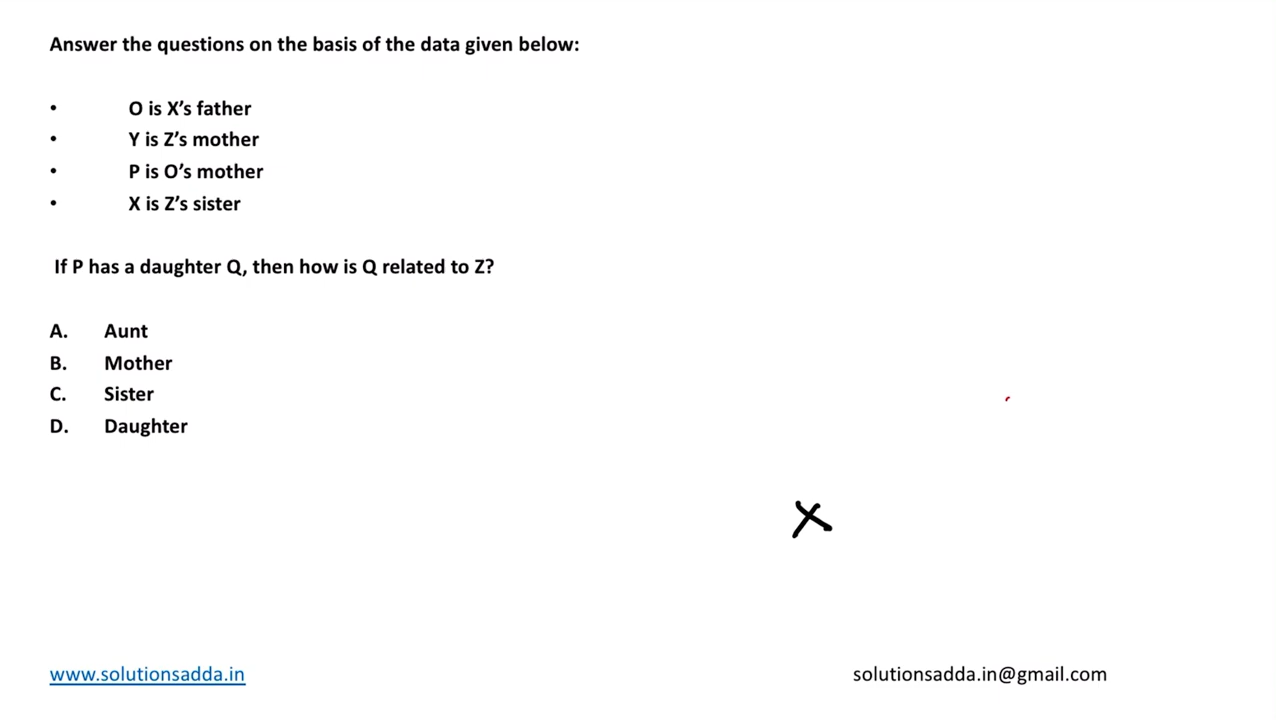 Answer the questions on the basis of the data given below:
• O is X's father
• Y is Z's mother
• P is O's mother
• X is Z's sister
If P has a daughter Q, then how is Q related to Z?
A. Aunt
B. Mother
C. Sister
D. Daughter
X
www.solutionsadda.in
solutionsadda.in@gmail.com